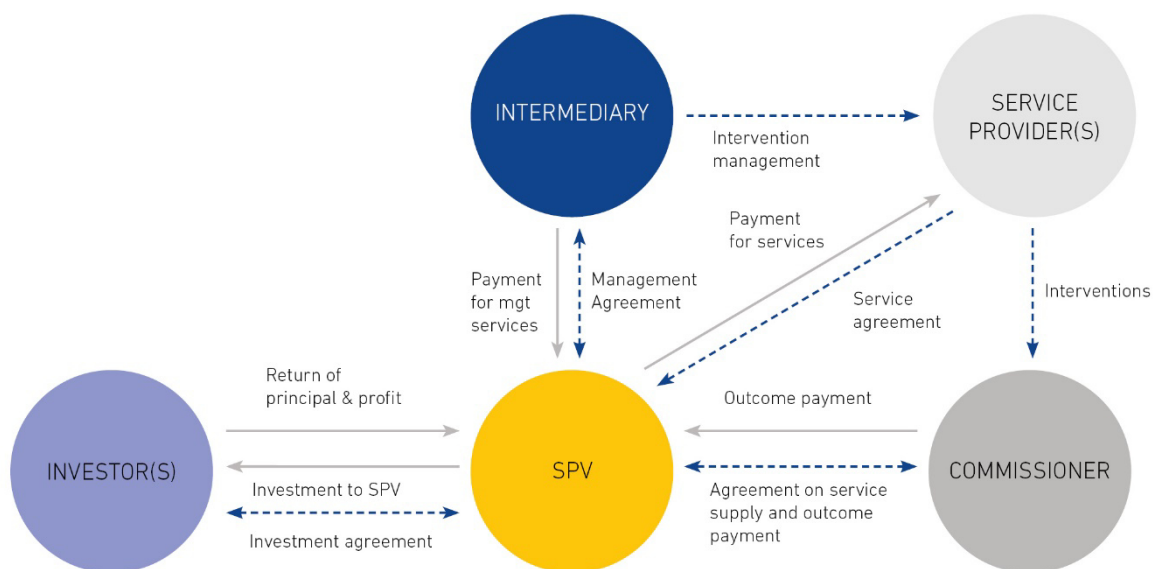 INTERMEDIARY
SERVICE
PROVIDER(S)
Intervention
management
Payment
for services
Payment
for mgt
services
Management
Agreement
Service
agreement
Interventions
Return of
principal & profit
Outcome payment
INVESTOR(S)
SPV
COMMISSIONER
Investment to SPV
Investment agreement
Agreement on service
supply and outcome
payment